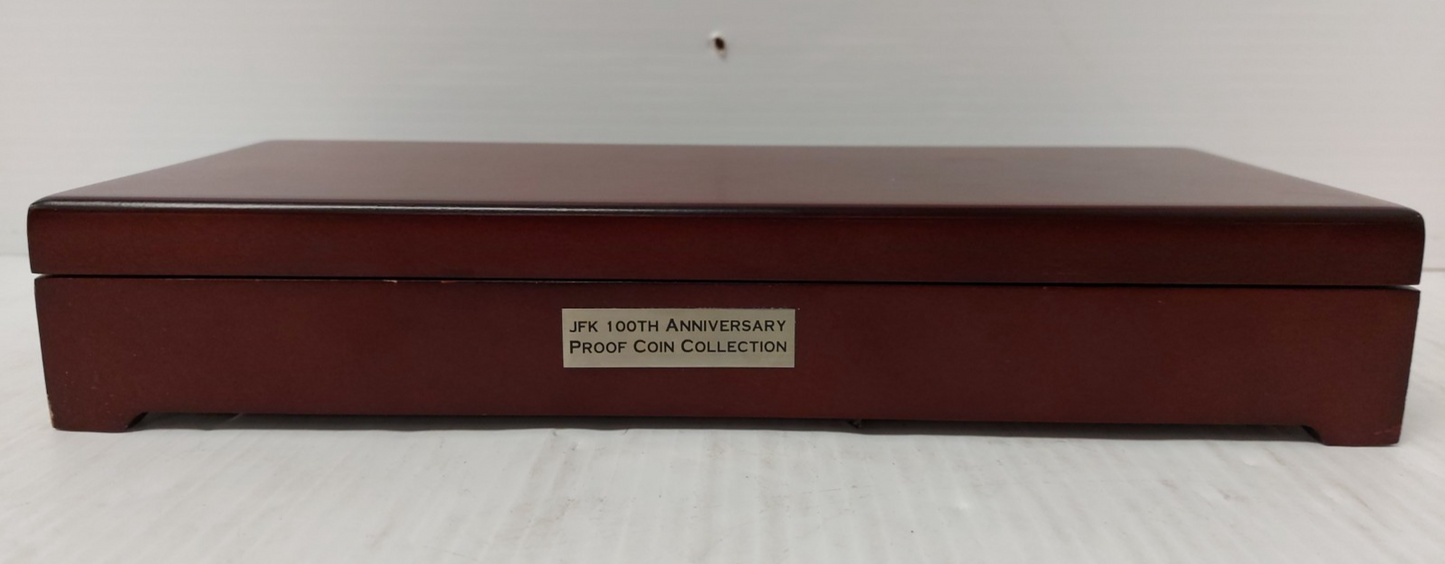 JFK 100TH ANNIVERSARY
PROOF COIN COLLECTION